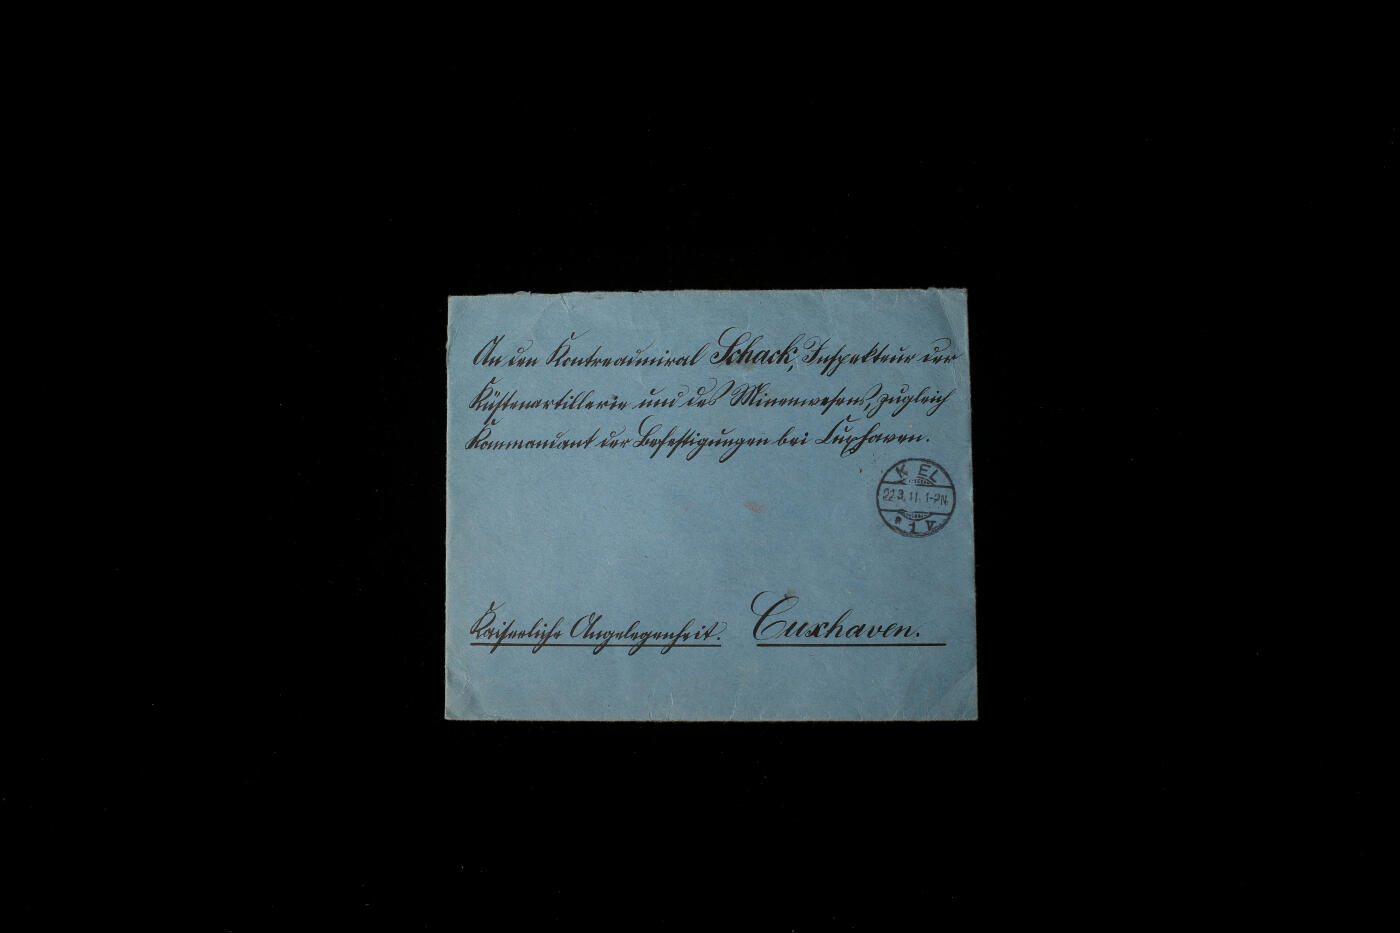 An den Kontreadmiral Schack, Inspekteur der
Küstenartillerie und des Minenwesens, zugleich
Kommandant der Befestigungen bei Cuxhaven.
KIEL
22.3.11. 1-2N.
* 1 v.
Kaiserliche Angelegenheit. Cuxhaven.